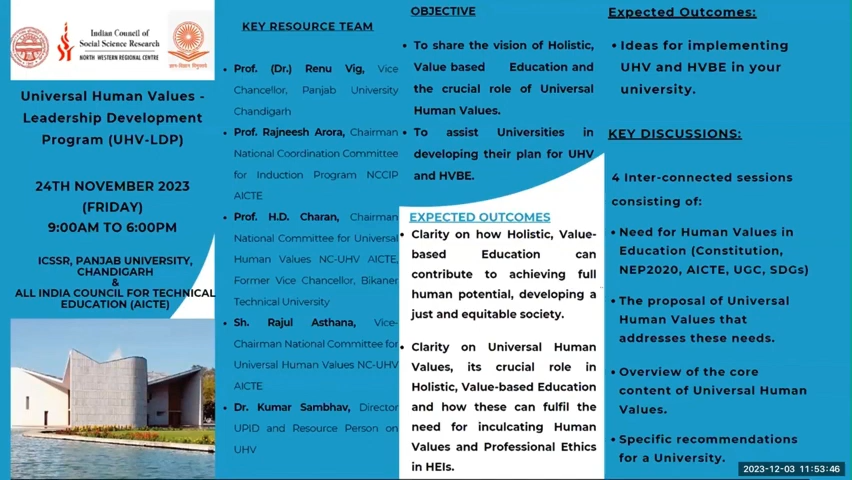 Indian Council of
Social Science Research
NORTH WESTERN REGIONAL CENTRE
Universal Human Values -
Leadership Development
Program (UHV-LDP)
24TH NOVEMBER 2023
(FRIDAY)
9:00AM TO 6:00PM
ICSSR, PANJAB UNIVERSITY,
CHANDIGARH
&
ALL INDIA COUNCIL FOR TECHNICAL
EDUCATION (AICTE)
KEY RESOURCE TEAM
• Prof. (Dr.) Renu Vig, Vice
Chancellor, Panjab University
Chandigarh
• Prof. Rajneesh Arora, Chairman
National Coordination Committee
for Induction Program NCCIP
AICTE
• Prof. H.D. Charan, Chairman
National Committee for Universal
Human Values NC-UHV AICTE,
Former Vice Chancellor, Bikaner
Technical University
• Sh. Rajul Asthana, Vice-
Chairman National Committee for
Universal Human Values NC-UHV
AICTE
• Dr. Kumar Sambhav, Director
UPID and Resource Person on
UHV
OBJECTIVE
• To share the vision of Holistic,
Value based Education and
the crucial role of Universal
Human Values.
• To assist Universities in
developing their plan for UHV
and HVBE.
EXPECTED OUTCOMES
• Clarity on how Holistic, Value-
based Education can
contribute to achieving full
human potential, developing a
just and equitable society.
• Clarity on Universal Human
Values, its crucial role in
Holistic, Value-based Education
and how these can fulfil the
need for inculcating Human
Values and Professional Ethics
in HEIs.
Expected Outcomes:
• Ideas for implementing
UHV and HVBE in your
university.
KEY DISCUSSIONS:
4 Inter-connected sessions
consisting of:
• Need for Human Values in
Education (Constitution,
NEP2020, AICTE, UGC, SDGs)
• The proposal of Universal
Human Values that
addresses these needs.
• Overview of the core
content of Universal Human
Values.
• Specific recommendations
for a University.
2023-12-03 11:53:46